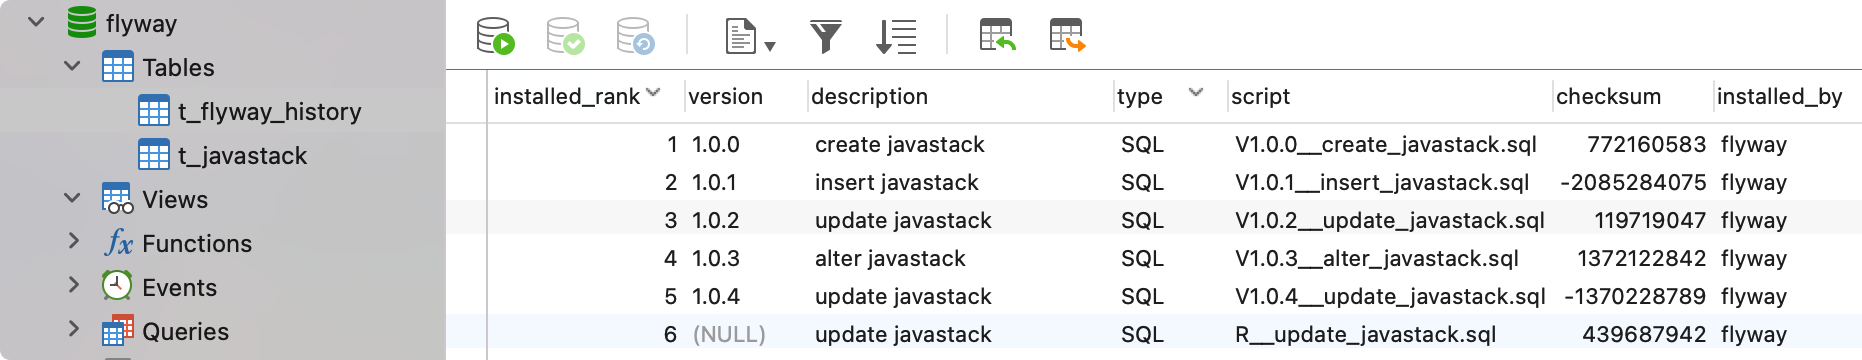 flyway
Tables
t_flyway_history
t_javastack
Views
fx Functions
Events
Queries
installed_rank version description type script checksum installed_by
1 1.0.0 create javastack SQL V1.0.0__create_javastack.sql 772160583 flyway
2 1.0.1 insert javastack SQL V1.0.1__insert_javastack.sql -2085284075 flyway
3 1.0.2 update javastack SQL V1.0.2__update_javastack.sql 119719047 flyway
4 1.0.3 alter javastack SQL V1.0.3__alter_javastack.sql 1372122842 flyway
5 1.0.4 update javastack SQL V1.0.4__update_javastack.sql -1370228789 flyway
6 (NULL) update javastack SQL R__update_javastack.sql 439687942 flyway